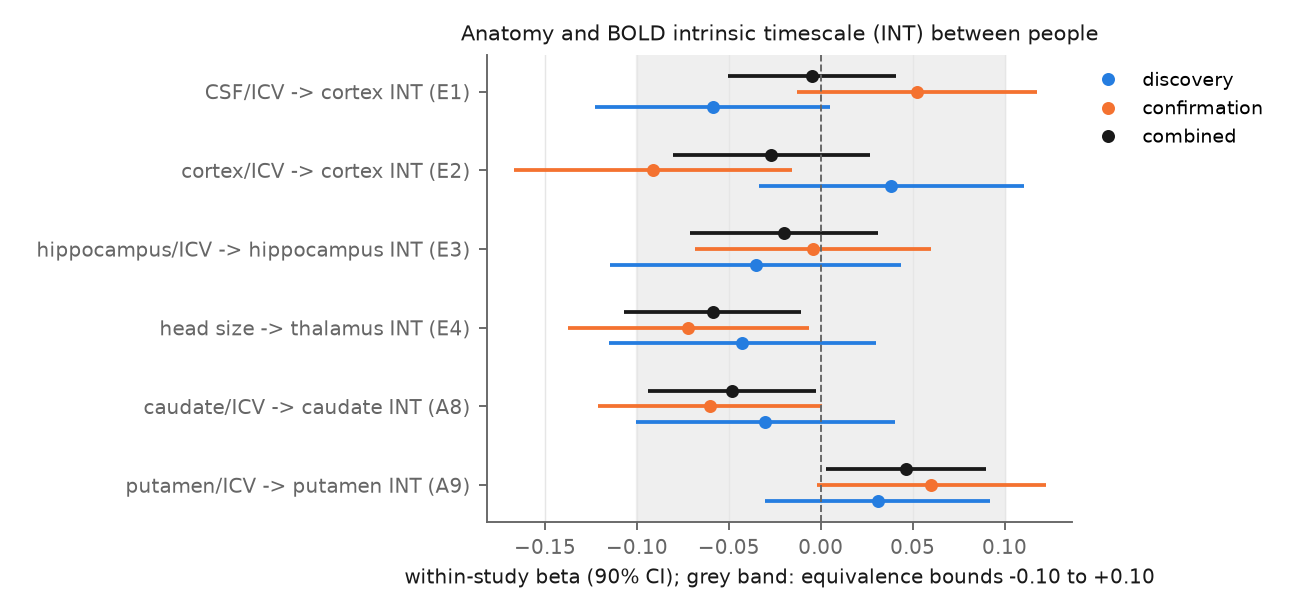 Anatomy and BOLD intrinsic timescale (INT) between people
discovery
confirmation
combined
CSF/ICV -> cortex INT (E1)
cortex/ICV -> cortex INT (E2)
hippocampus/ICV -> hippocampus INT (E3)
head size -> thalamus INT (E4)
caudate/ICV -> caudate INT (A8)
putamen/ICV -> putamen INT (A9)
−0.15 −0.10 −0.05 0.00 0.05 0.10
within-study beta (90% CI); grey band: equivalence bounds -0.10 to +0.10